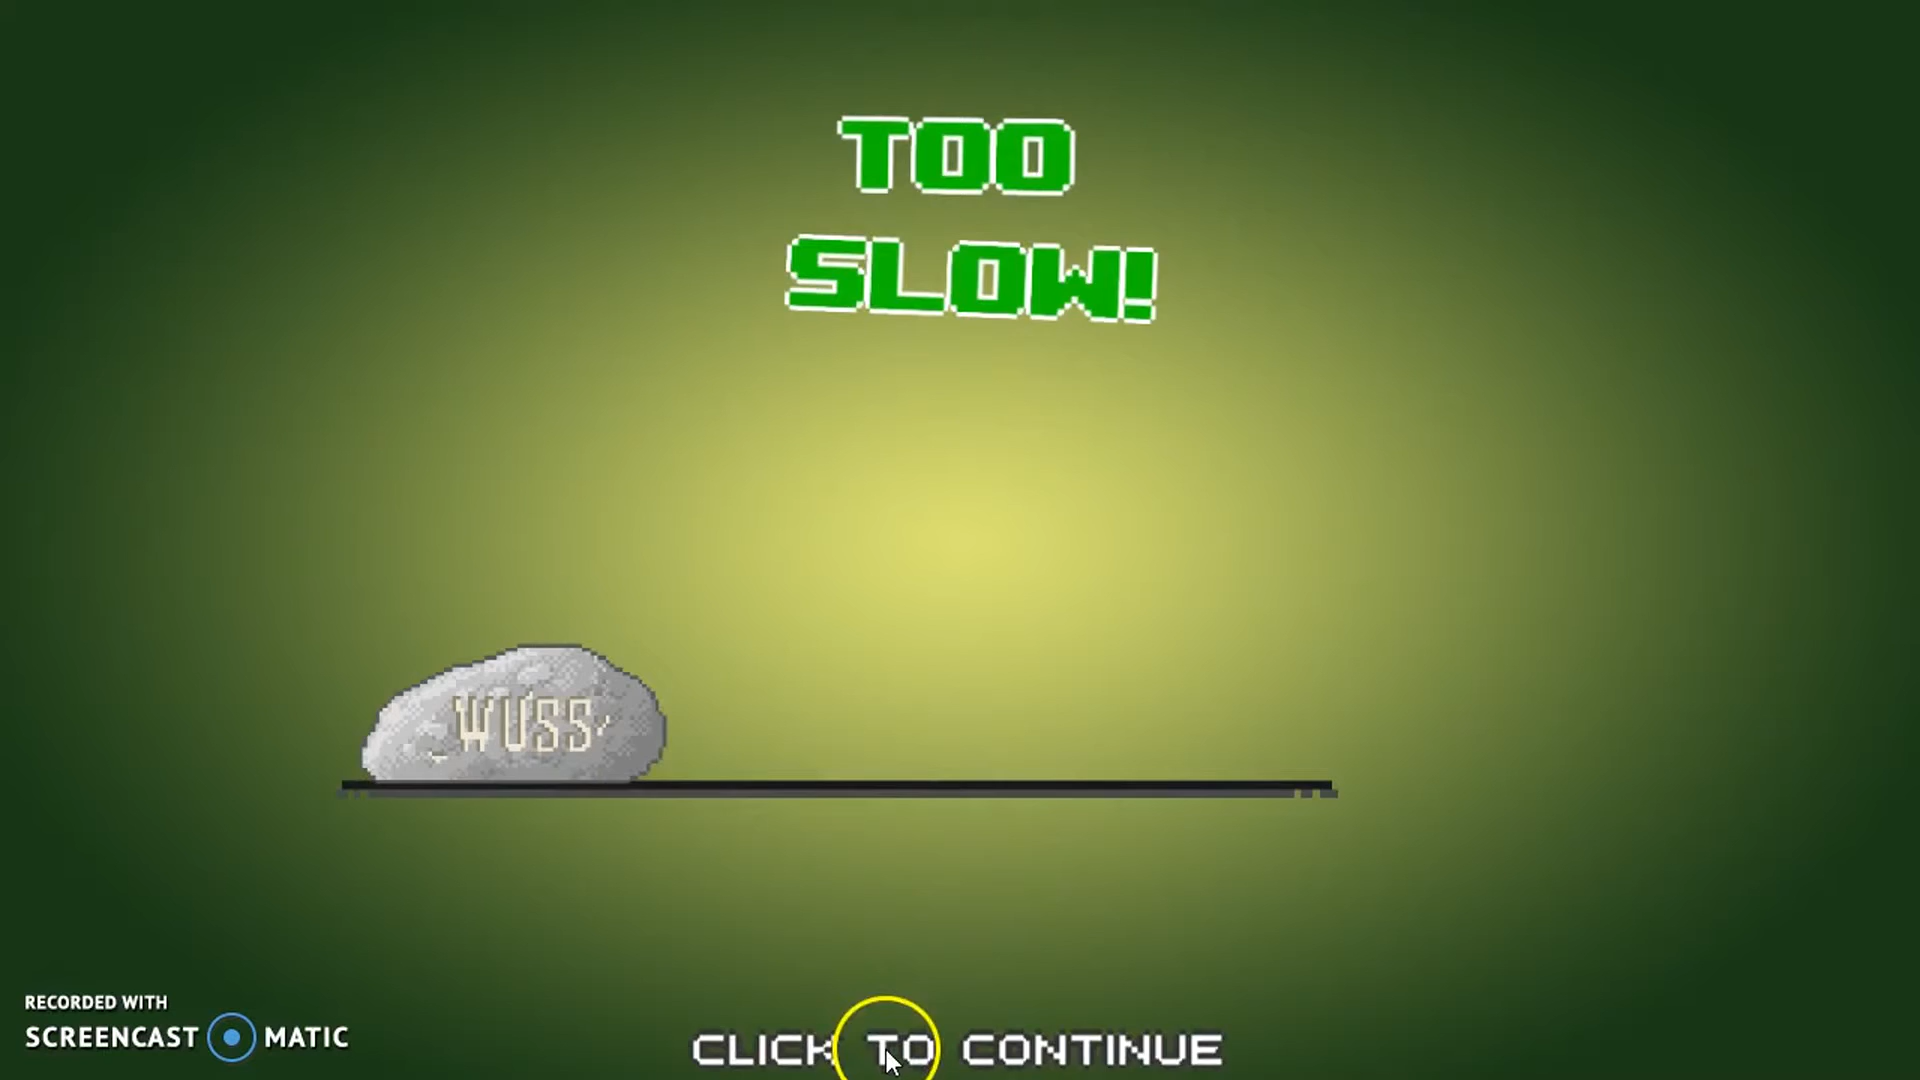 TOO
SLOW!
WUSS
RECORDED WITH
SCREENCAST MATIC
CLICK TO CONTINUE